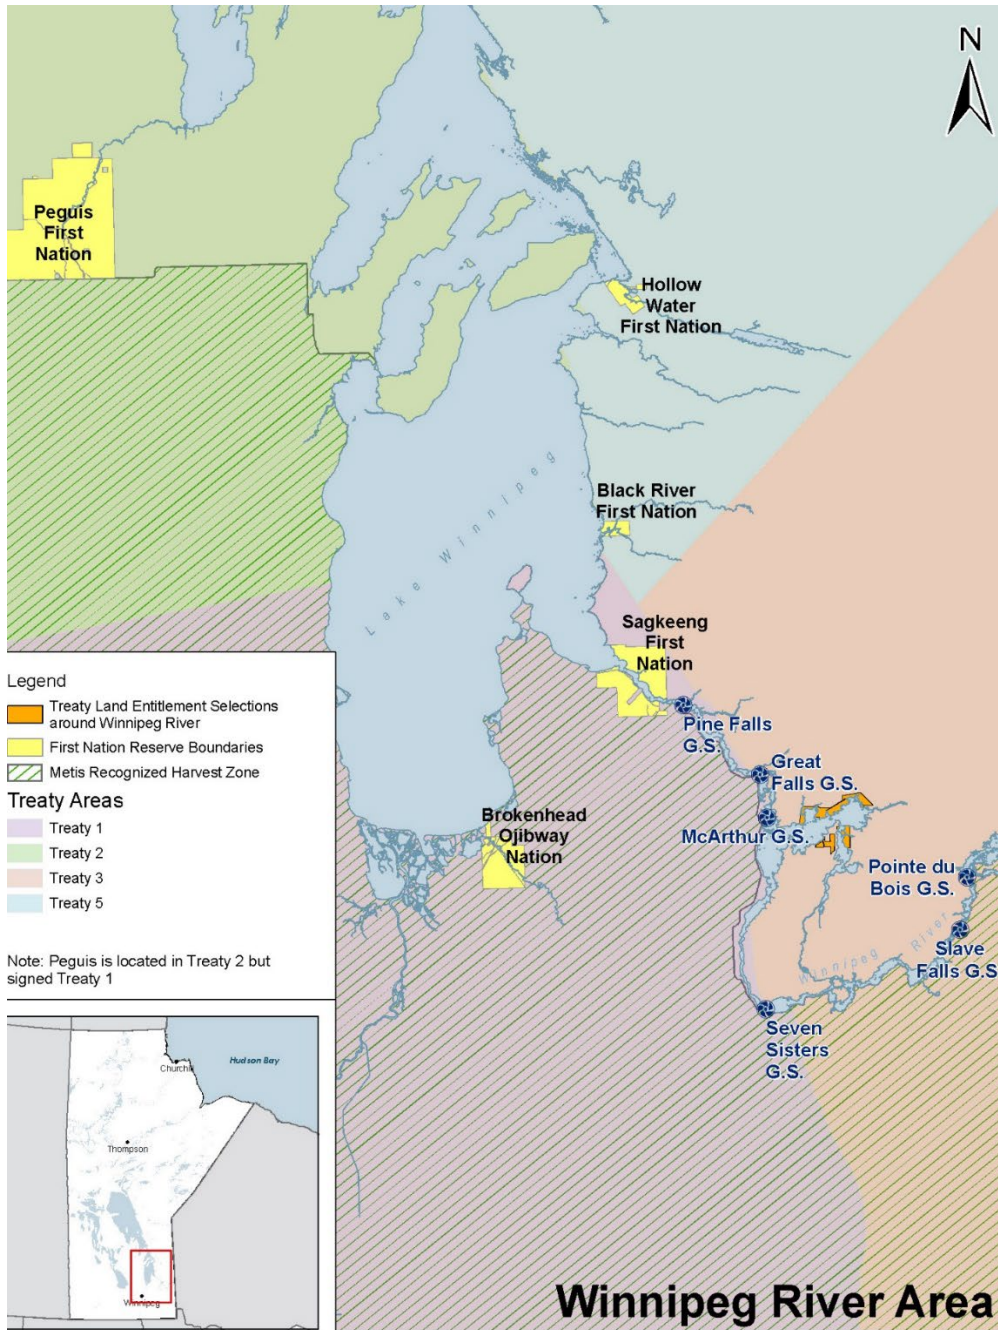 N
Peguis
First
Nation
Hollow
Water
First Nation
Black River
First Nation
Lake Winnipeg
Sagkeeng
First
Nation
Pine Falls
G.S.
Great
Falls G.S.
McArthur G.S.
Brokenhead
Ojibway
Nation
Pointe du
Bois G.S.
Winnipeg River
Slave
Falls G.S
Seven
Sisters
G.S.
Legend
Treaty Land Entitlement Selections
around Winnipeg River
First Nation Reserve Boundaries
Metis Recognized Harvest Zone
Treaty Areas
Treaty 1
Treaty 2
Treaty 3
Treaty 5
Note: Peguis is located in Treaty 2 but
signed Treaty 1
Hudson Bay
Churchill
Thompson
Winnipeg
Winnipeg River Area